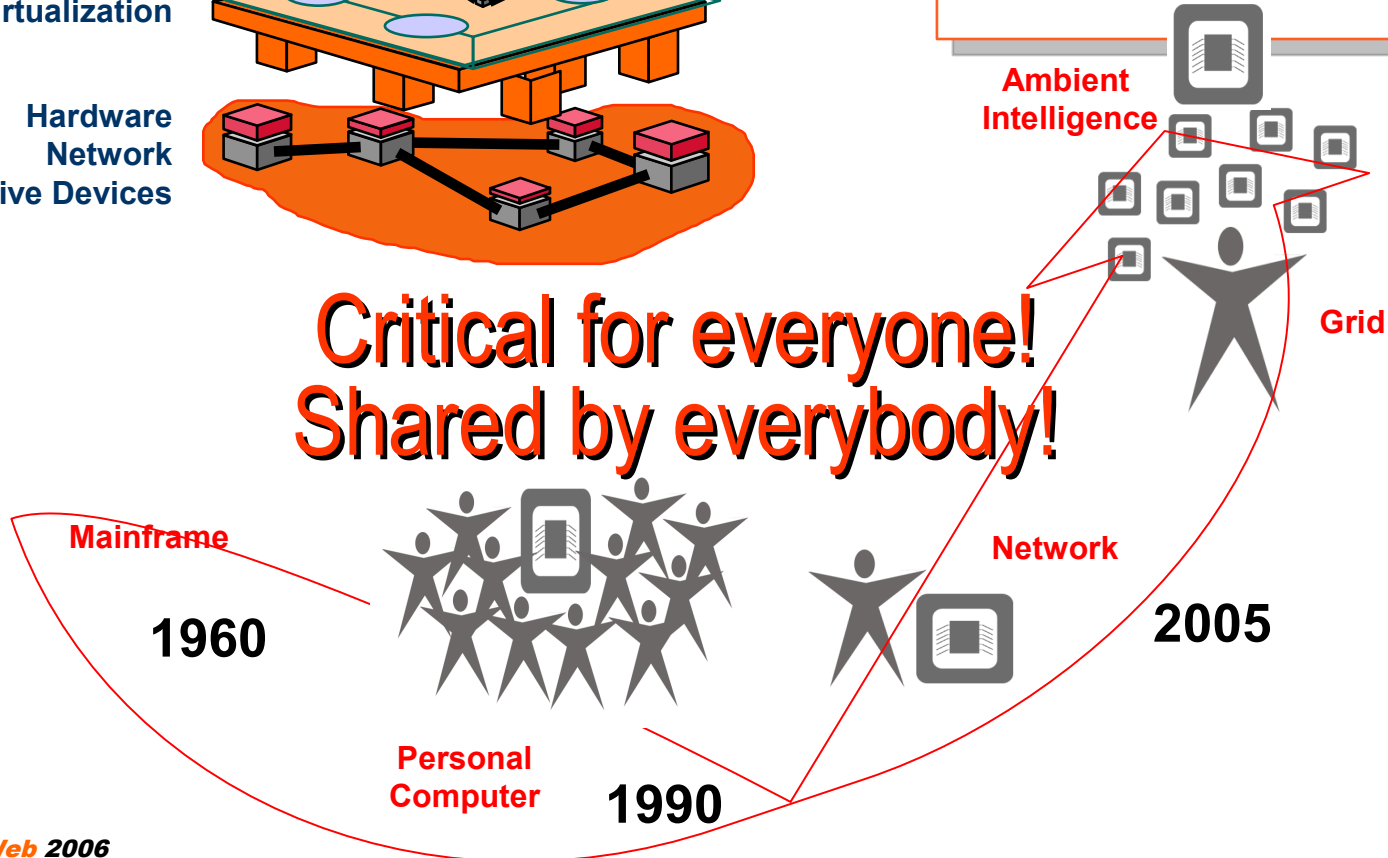 rtualization
Hardware
Network
ive Devices
Ambient
Intelligence
Grid
Critical for everyone!
Shared by everybody!
Mainframe
1960
Network
2005
Personal
Computer
1990
Web 2006